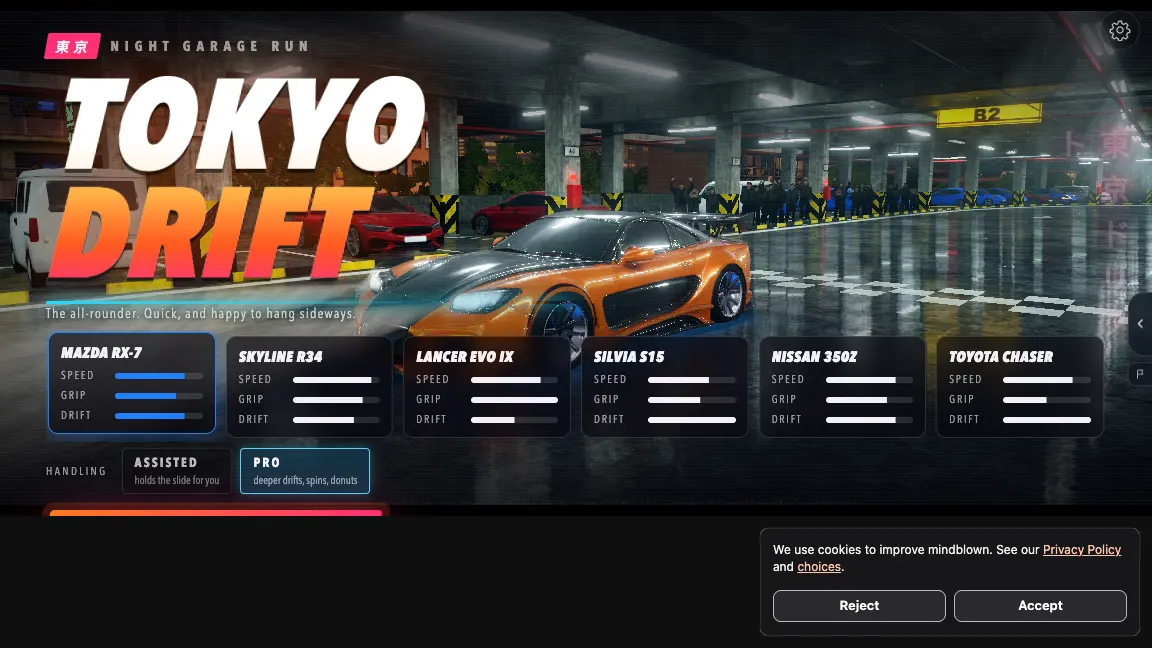 東京 NIGHT GARAGE RUN
TOKYO
DRIFT
B2
The all-rounder. Quick, and happy to hang sideways.
MAZDA RX-7
SPEED
GRIP
DRIFT
SKYLINE R34
SPEED
GRIP
DRIFT
LANCER EVO IX
SPEED
GRIP
DRIFT
SILVIA S15
SPEED
GRIP
DRIFT
NISSAN 350Z
SPEED
GRIP
DRIFT
TOYOTA CHASER
SPEED
GRIP
DRIFT
HANDLING
ASSISTED
holds the slide for you
PRO
deeper drifts, spins, donuts
We use cookies to improve mindblown. See our Privacy Policy
and choices.
Reject
Accept